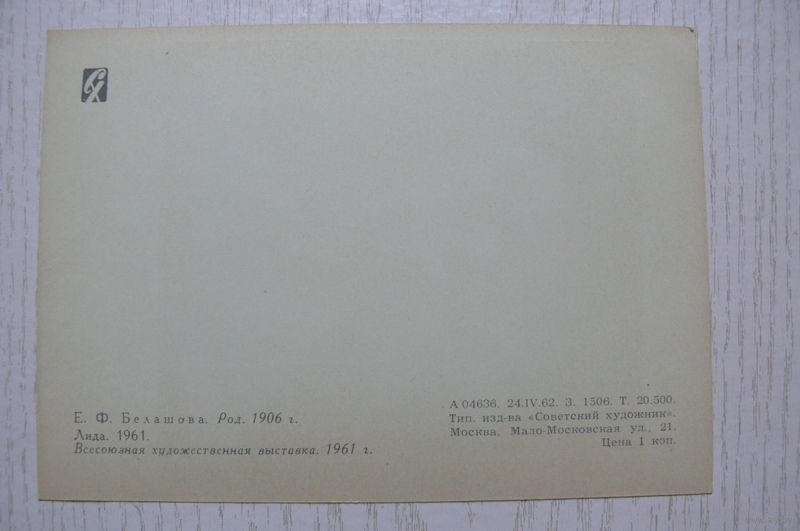 СХ
Е. Ф. Белашова. Род. 1906 г.
Лида. 1961.
Всесоюзная художественная выставка. 1961 г.
А 04636. 24.IV.62. З. 1506. Т. 20.500.
Тип. изд-ва «Советский художник».
Москва, Мало-Московская ул., 21.
Цена 1 коп.